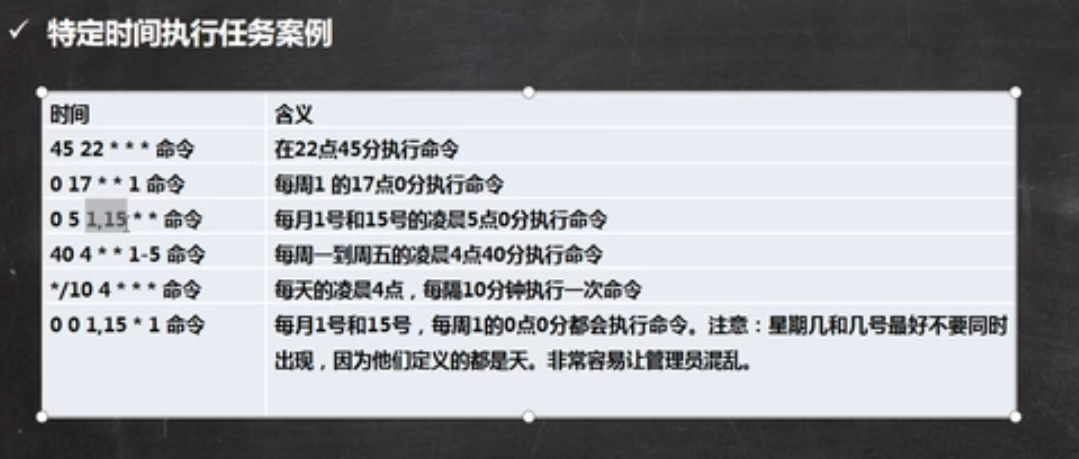 ✓ 特定时间执行任务案例
时间 含义
45 22 * * * 命令 在22点45分执行命令
0 17 * * 1 命令 每周1 的17点0分执行命令
0 5 1,15 * * 命令 每月1号和15号的凌晨5点0分执行命令
40 4 * * 1-5 命令 每周一到周五的凌晨4点40分执行命令
*/10 4 * * * 命令 每天的凌晨4点，每隔10分钟执行一次命令
0 0 1,15 * 1 命令 每月1号和15号，每周1的0点0分都会执行命令。注意：星期几和几号最好不要同时
出现，因为他们定义的都是天。非常容易让管理员混乱。